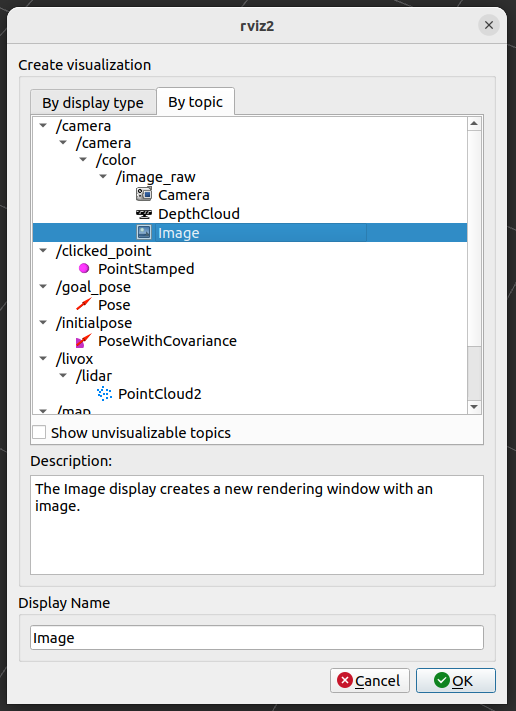 rviz2
Create visualization
By display type By topic
/camera
/camera
/color
/image_raw
Camera
DepthCloud
Image
/clicked_point
PointStamped
/goal_pose
Pose
/initialpose
PoseWithCovariance
/livox
/lidar
PointCloud2
/map
Show unvisualizable topics
Description:
The Image display creates a new rendering window with an
image.
Display Name
Image
Cancel OK